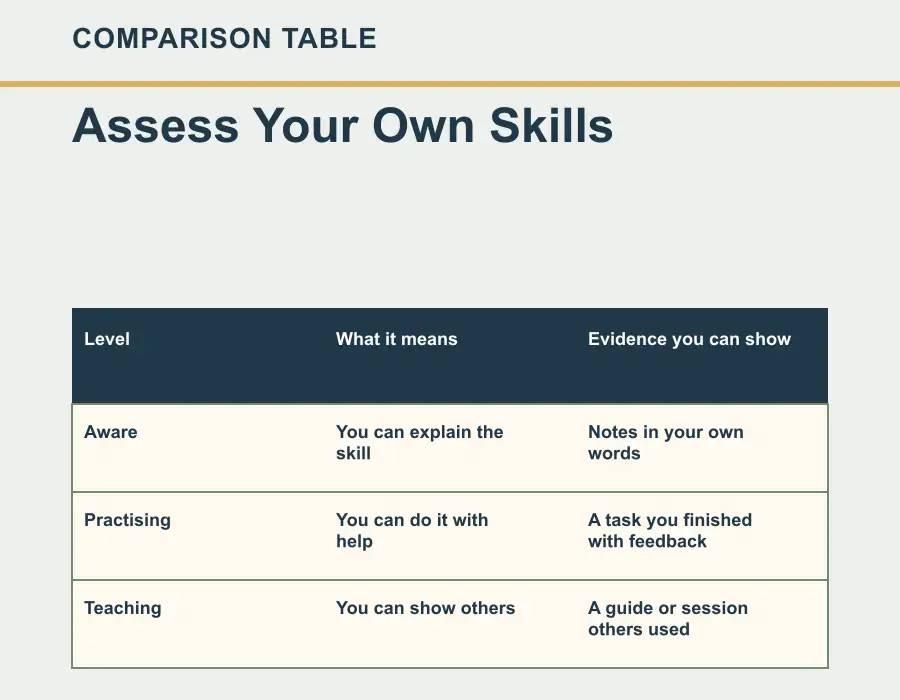 COMPARISON TABLE
Assess Your Own Skills
Level
What it means
Evidence you can show
Aware
You can explain the
skill
Notes in your own
words
Practising
You can do it with
help
A task you finished
with feedback
Teaching
You can show others
A guide or session
others used